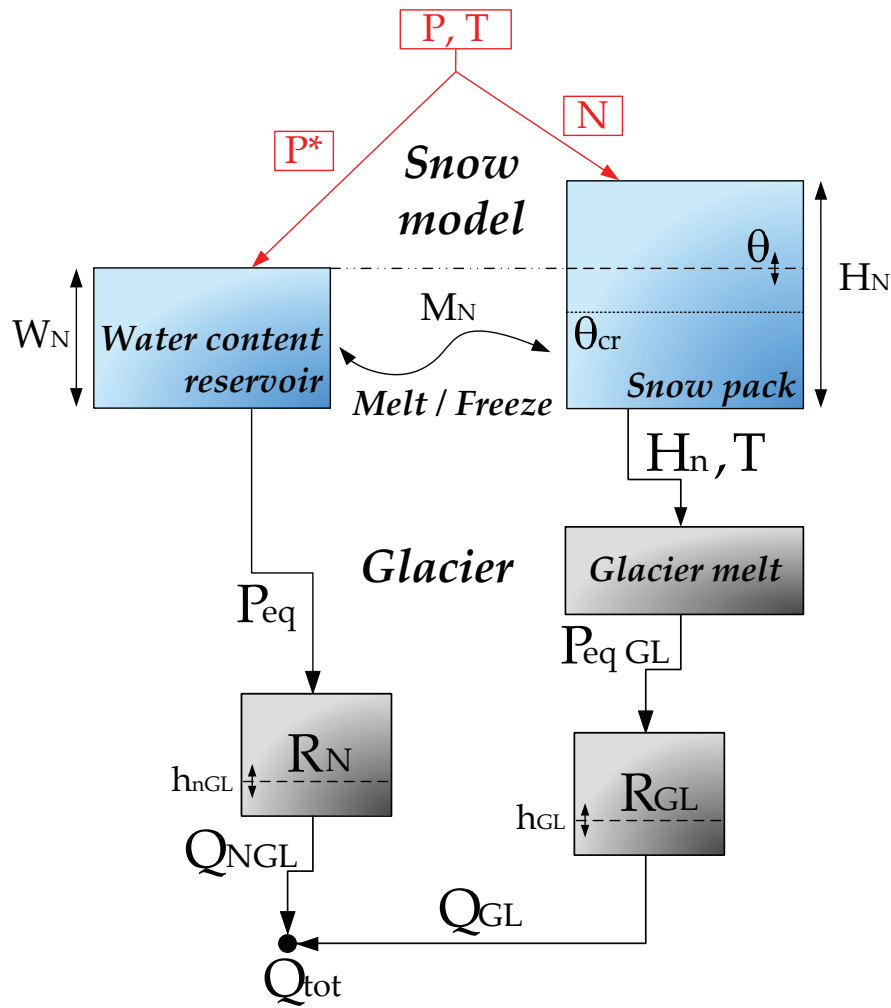 P, T
P*
N
Snow
model
θ
HN
WN
MN
θcr
Water content
reservoir
Melt / Freeze
Snow pack
Hn , T
Glacier
Glacier melt
Peq
Peq GL
RN
hnGL
RGL
hGL
QNGL
QGL
Qtot